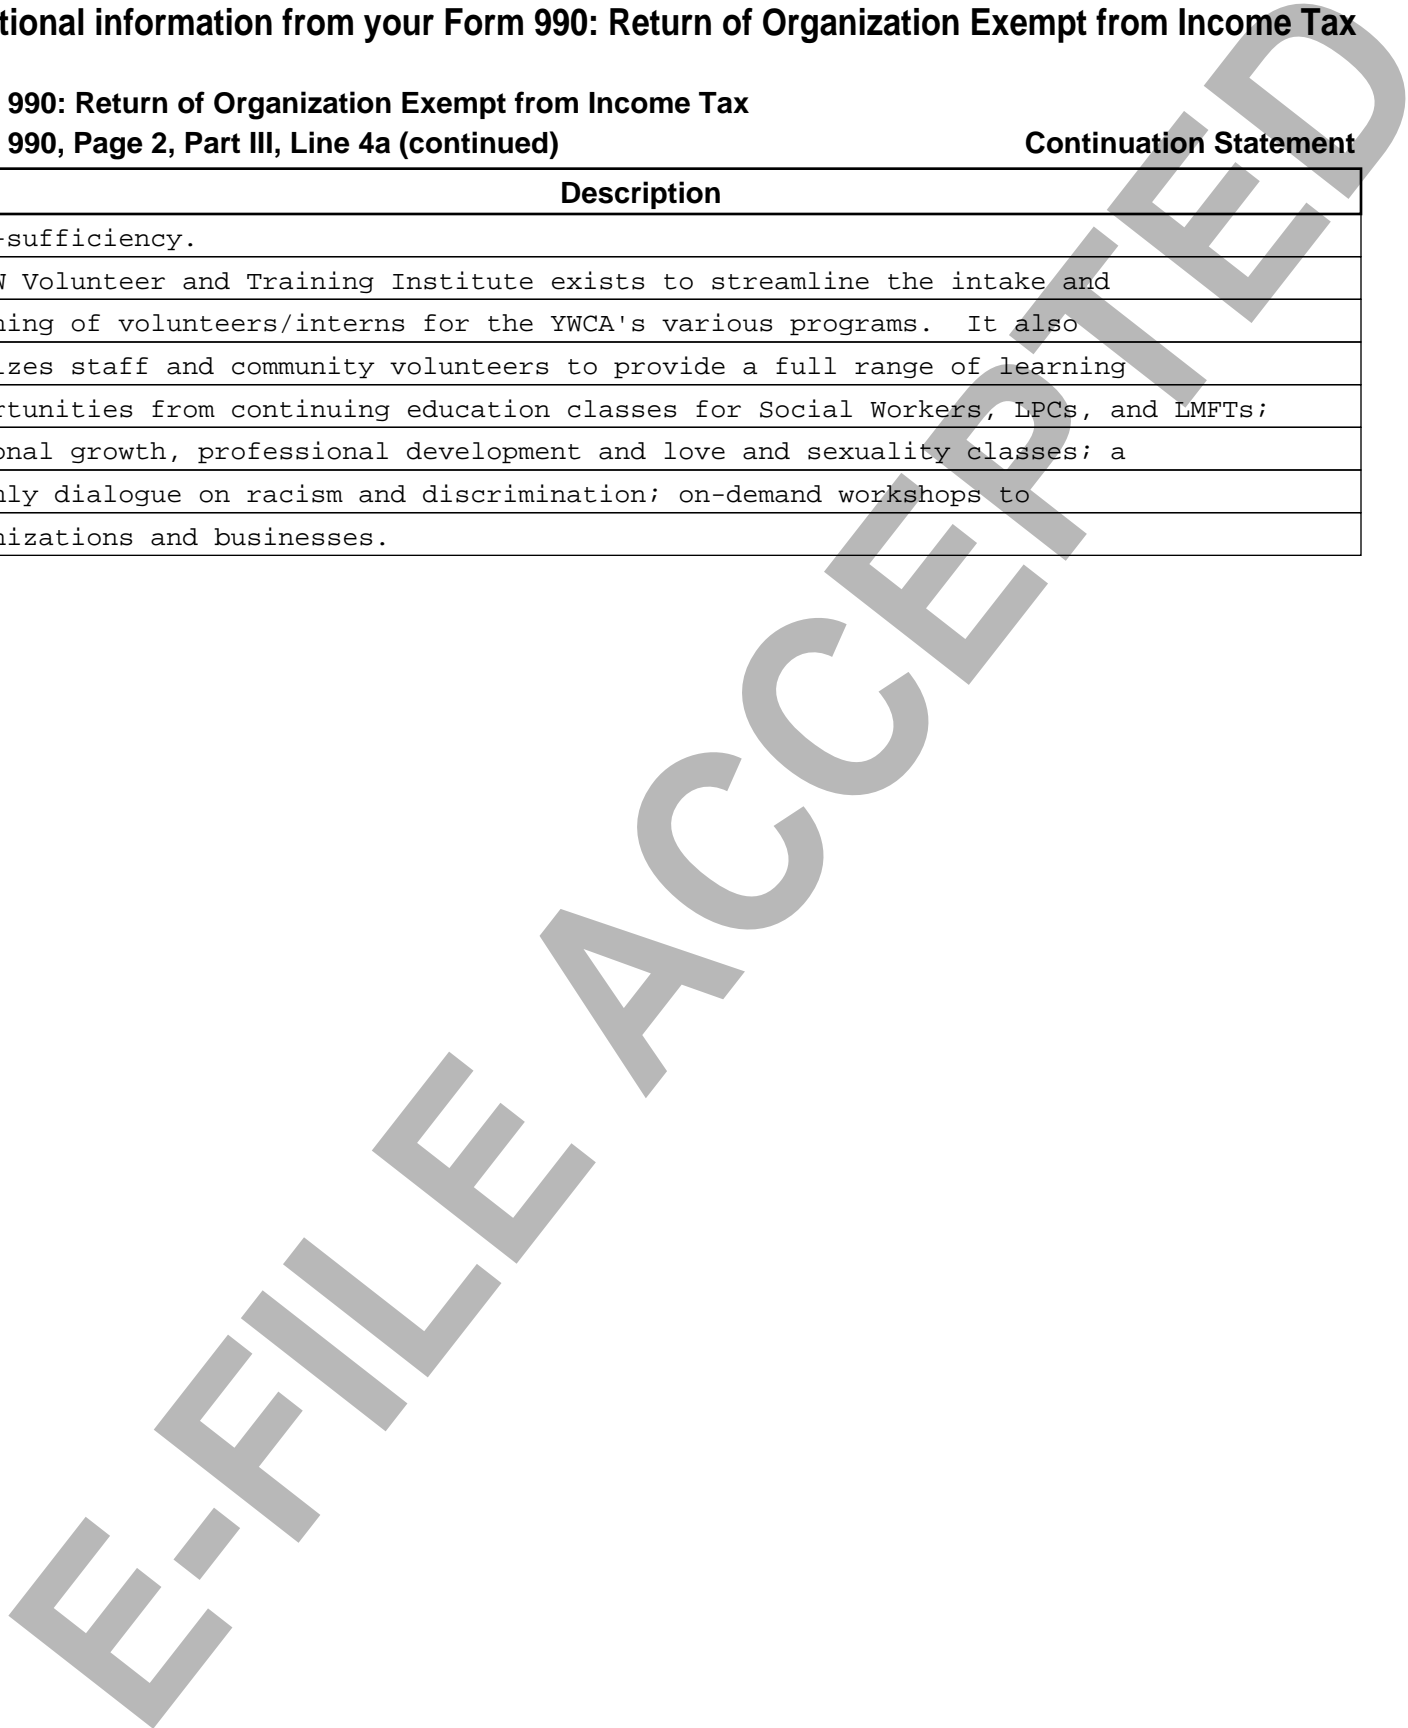 tional information from your Form 990: Return of Organization Exempt from Income Tax
990: Return of Organization Exempt from Income Tax
990, Page 2, Part III, Line 4a (continued) Continuation Statement
Description
-sufficiency.
Volunteer and Training Institute exists to streamline the intake and
ning of volunteers/interns for the YWCA's various programs. It also
izes staff and community volunteers to provide a full range of learning
rtunities from continuing education classes for Social Workers, LPCs, and LMFTs;
onal growth, professional development and love and sexuality classes; a
hly dialogue on racism and discrimination; on-demand workshops to
nizations and businesses.
E-FILE ACCEPTED